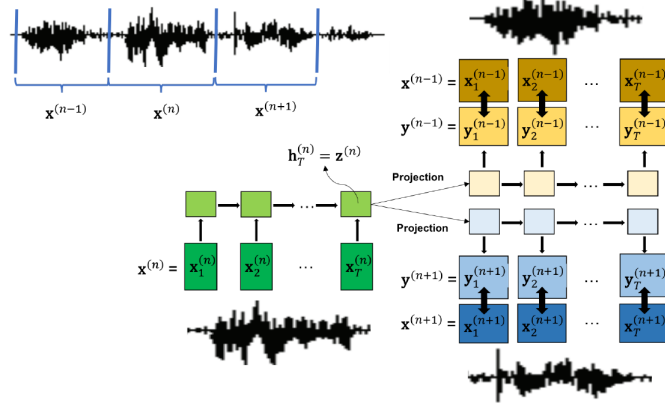 x^(n−1) x^(n) x^(n+1)
h_T^(n) = z^(n)
x^(n) = x_1^(n) x_2^(n) ... x_T^(n)
Projection
Projection
x^(n−1) = x_1^(n−1) x_2^(n−1) ... x_T^(n−1)
y^(n−1) = y_1^(n−1) y_2^(n−1) ... y_T^(n−1)
y^(n+1) = y_1^(n+1) y_2^(n+1) ... y_T^(n+1)
x^(n+1) = x_1^(n+1) x_2^(n+1) ... x_T^(n+1)